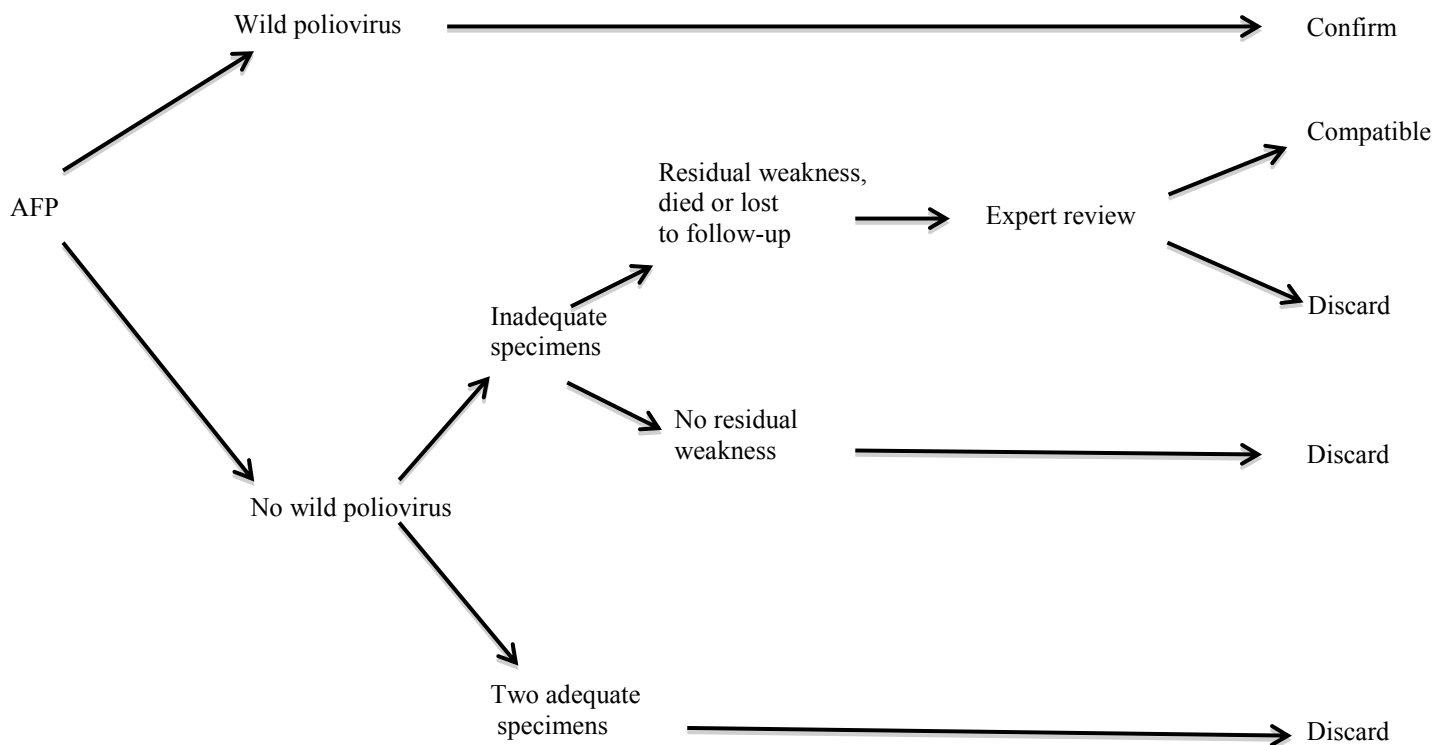 Wild poliovirus
Confirm
Compatible
Residual weakness,
died or lost
to follow-up
AFP
Expert review
Discard
Inadequate
specimens
No residual
weakness
Discard
No wild poliovirus
Two adequate
specimens
Discard